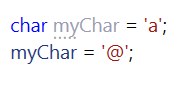 char myChar = 'a';
myChar = '@';